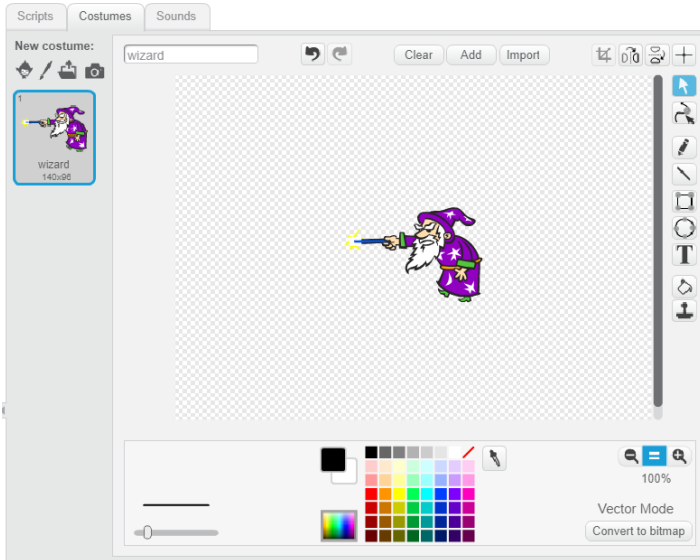 Scripts
Costumes
Sounds
New costume:
wizard
Clear
Add
Import
1
wizard
140x96
T
100%
Vector Mode
Convert to bitmap